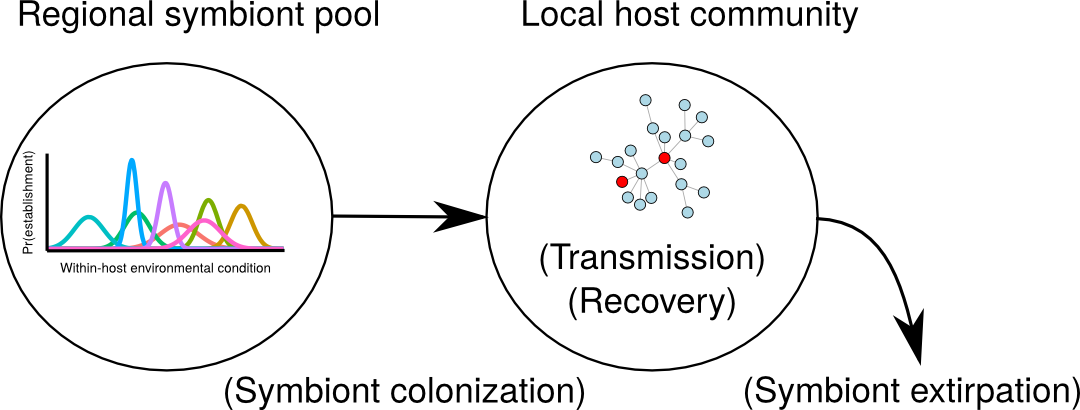 Regional symbiont pool
Local host community
Pr(establishment)
Within-host environmental condition
(Transmission)
(Recovery)
(Symbiont colonization)
(Symbiont extirpation)